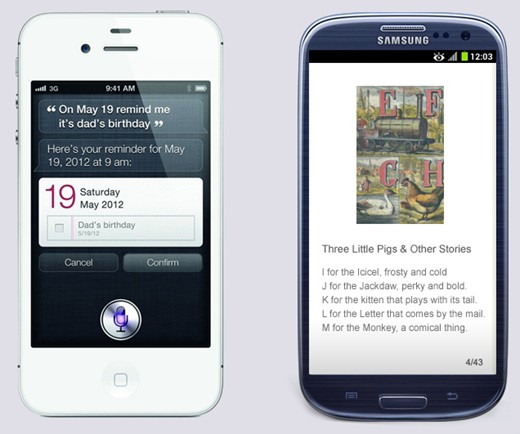 3G 9:41 AM
“ On May 19 remind me
it's dad's birthday ”
Here's your reminder for May
19, 2012 at 9 am:
19 Saturday
May 2012
Dad's birthday
5/19/12
Cancel Confirm
SAMSUNG
12:03
E F
G H
Three Little Pigs & Other Stories
I for the Icicel, frosty and cold
J for the Jackdaw, perky and bold.
K for the kitten that plays with its tail.
L for the Letter that comes by the mail.
M for the Monkey, a comical thing.
4/43